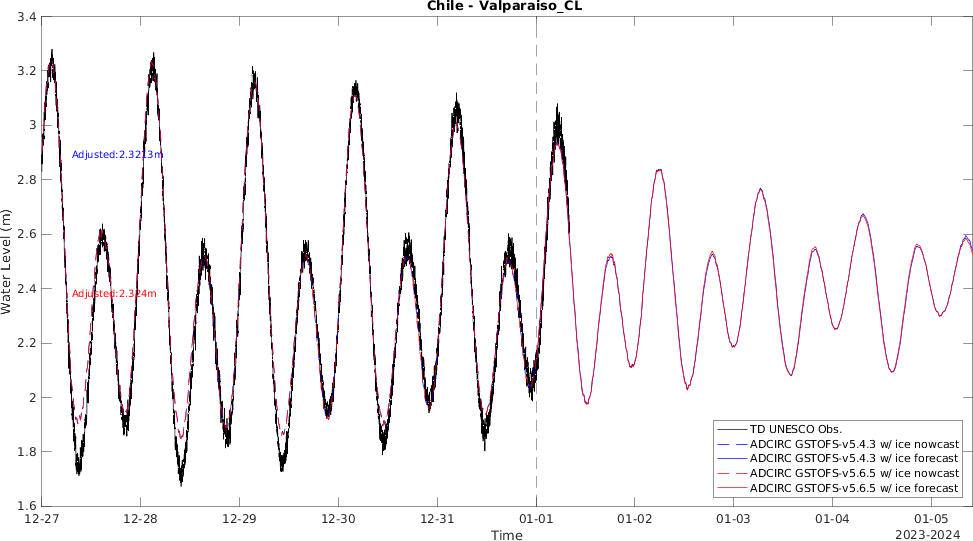 Chile - Valparaiso_CL
3.4
3.2
3
2.8
2.6
2.4
2.2
2
1.8
1.6
Water Level (m)
Adjusted:2.3213m
Adjusted:2.324m
TD UNESCO Obs.
ADCIRC GSTOFS-v5.4.3 w/ ice nowcast
ADCIRC GSTOFS-v5.4.3 w/ ice forecast
ADCIRC GSTOFS-v5.6.5 w/ ice nowcast
ADCIRC GSTOFS-v5.6.5 w/ ice forecast
12-27 12-28 12-29 12-30 12-31 01-01 01-02 01-03 01-04 01-05
Time
2023-2024